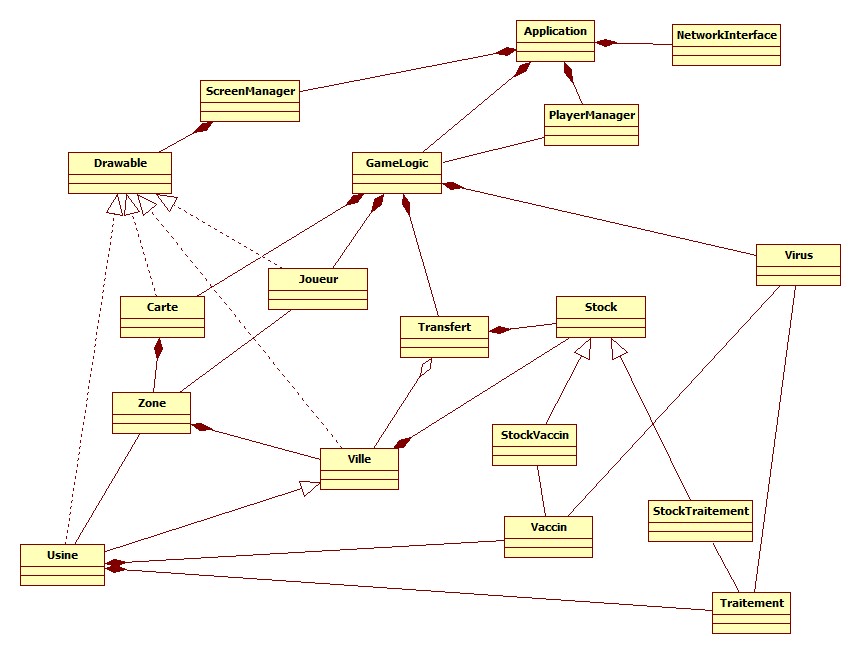 Application
NetworkInterface
ScreenManager
PlayerManager
Drawable
GameLogic
Virus
Joueur
Carte
Stock
Transfert
Zone
StockVaccin
Ville
StockTraitement
Vaccin
Usine
Traitement